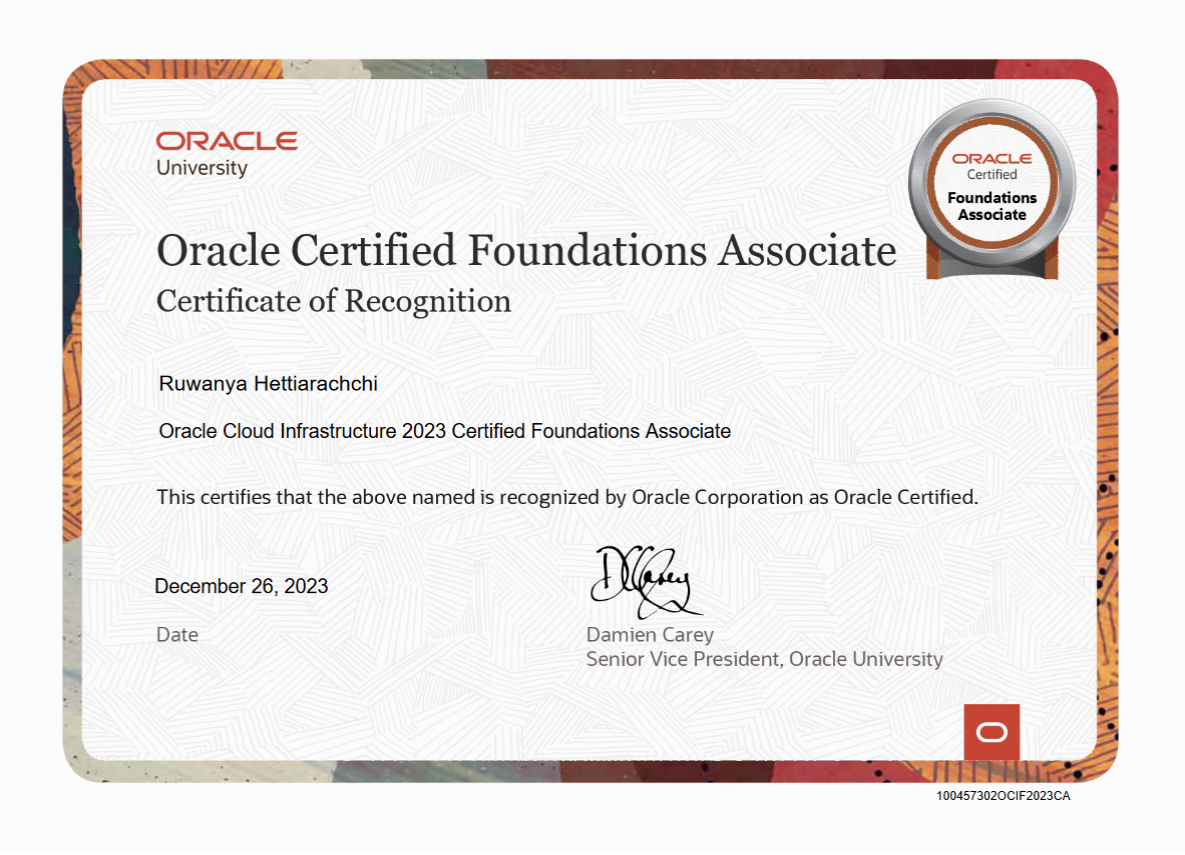 ORACLE
University
ORACLE
Certified
Foundations
Associate
Oracle Certified Foundations Associate
Certificate of Recognition
Ruwanya Hettiarachchi
Oracle Cloud Infrastructure 2023 Certified Foundations Associate
This certifies that the above named is recognized by Oracle Corporation as Oracle Certified.
DCarey
December 26, 2023
Date
Damien Carey
Senior Vice President, Oracle University
100457302OCIF2023CA